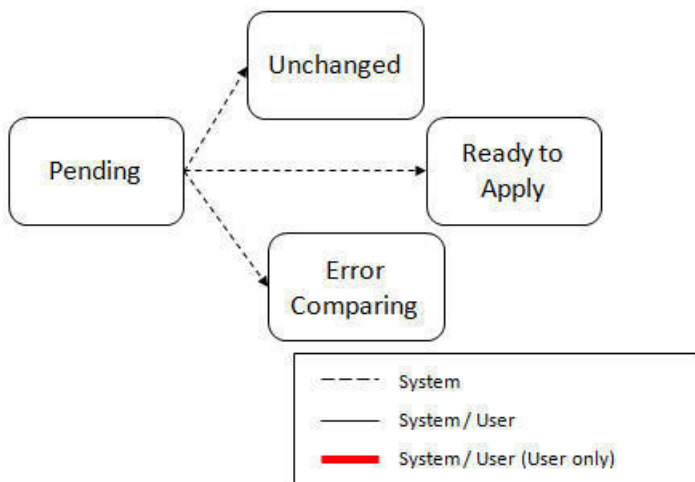 Unchanged
Pending
Ready to
Apply
Error
Comparing
System
System / User
System / User (User only)